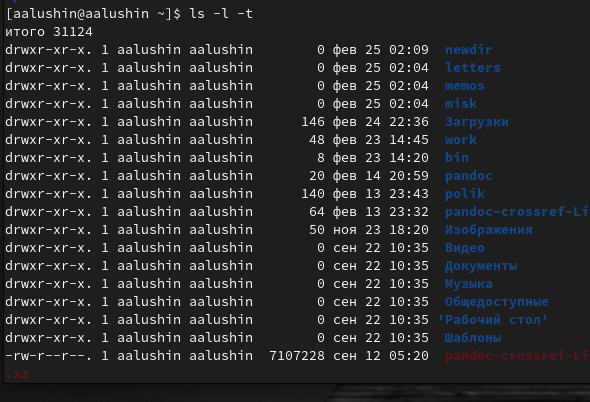 [aalushin@aalushin ~]$ ls -l -t
итого 31124
drwxr-xr-x. 1 aalushin aalushin 0 фев 25 02:09 newdir
drwxr-xr-x. 1 aalushin aalushin 0 фев 25 02:04 letters
drwxr-xr-x. 1 aalushin aalushin 0 фев 25 02:04 memos
drwxr-xr-x. 1 aalushin aalushin 0 фев 25 02:04 misk
drwxr-xr-x. 1 aalushin aalushin 146 фев 24 22:36 Загрузки
drwxr-xr-x. 1 aalushin aalushin 48 фев 23 14:45 work
drwxr-xr-x. 1 aalushin aalushin 8 фев 23 14:20 bin
drwxr-xr-x. 1 aalushin aalushin 20 фев 14 20:59 pandoc
drwxr-xr-x. 1 aalushin aalushin 140 фев 13 23:43 polik
drwxr-xr-x. 1 aalushin aalushin 64 фев 13 23:32 pandoc-crossref-Li
drwxr-xr-x. 1 aalushin aalushin 50 ноя 23 18:20 Изображения
drwxr-xr-x. 1 aalushin aalushin 0 сен 22 10:35 Видео
drwxr-xr-x. 1 aalushin aalushin 0 сен 22 10:35 Документы
drwxr-xr-x. 1 aalushin aalushin 0 сен 22 10:35 Музыка
drwxr-xr-x. 1 aalushin aalushin 0 сен 22 10:35 Общедоступные
drwxr-xr-x. 1 aalushin aalushin 0 сен 22 10:35 'Рабочий стол'
drwxr-xr-x. 1 aalushin aalushin 0 сен 22 10:35 Шаблоны
-rw-r--r--. 1 aalushin aalushin 7107228 сен 12 05:20 pandoc-crossref-Li
.xz